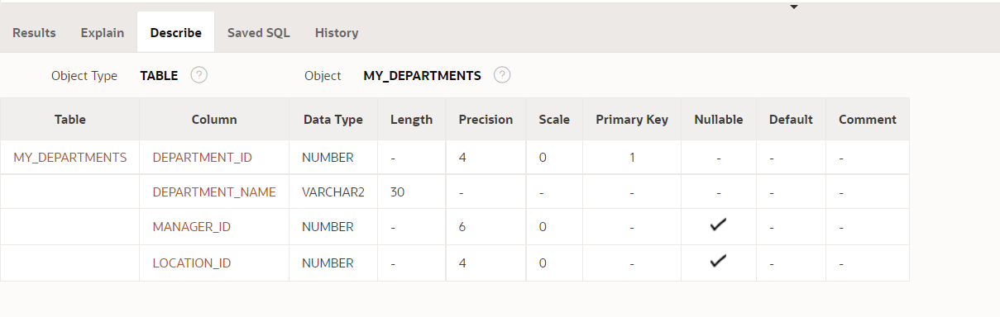 Results Explain Describe Saved SQL History
Object Type TABLE ? Object MY_DEPARTMENTS ?
Table Column Data Type Length Precision Scale Primary Key Nullable Default Comment
MY_DEPARTMENTS DEPARTMENT_ID NUMBER - 4 0 1 - - -
DEPARTMENT_NAME VARCHAR2 30 - - - - - -
MANAGER_ID NUMBER - 6 0 - ✓ - -
LOCATION_ID NUMBER - 4 0 - ✓ - -